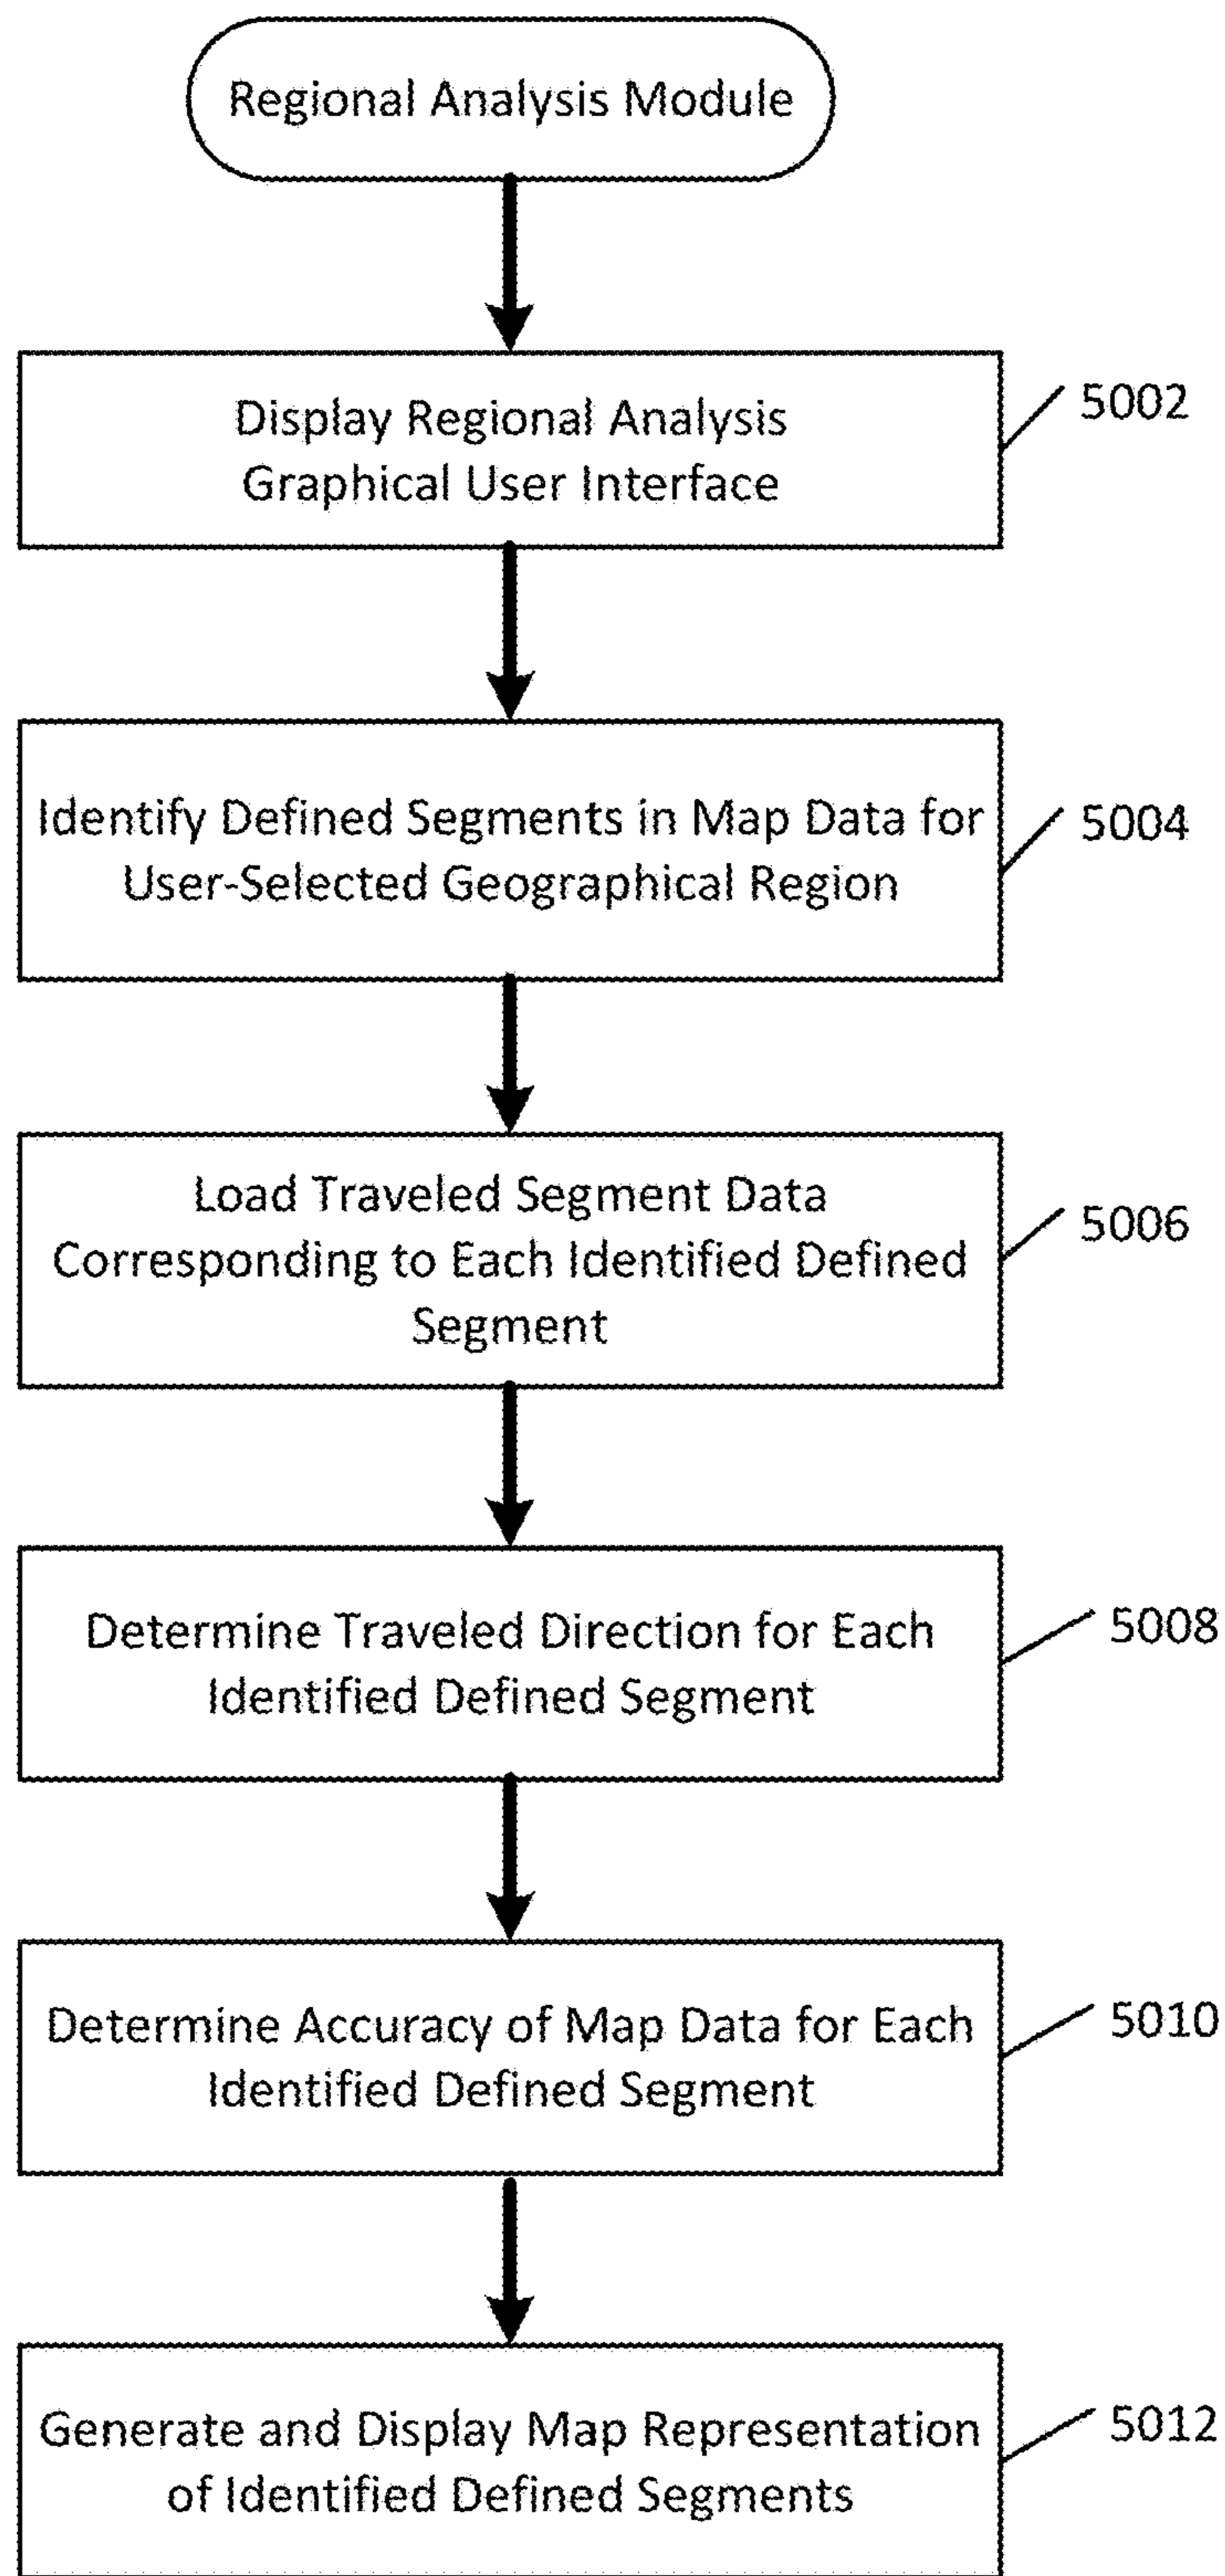 Regional Analysis Module
Display Regional Analysis
Graphical User Interface
5002
Identify Defined Segments in Map Data for
User-Selected Geographical Region
5004
Load Traveled Segment Data
Corresponding to Each Identified Defined
Segment
5006
Determine Traveled Direction for Each
Identified Defined Segment
5008
Determine Accuracy of Map Data for Each
Identified Defined Segment
5010
Generate and Display Map Representation
of Identified Defined Segments
5012